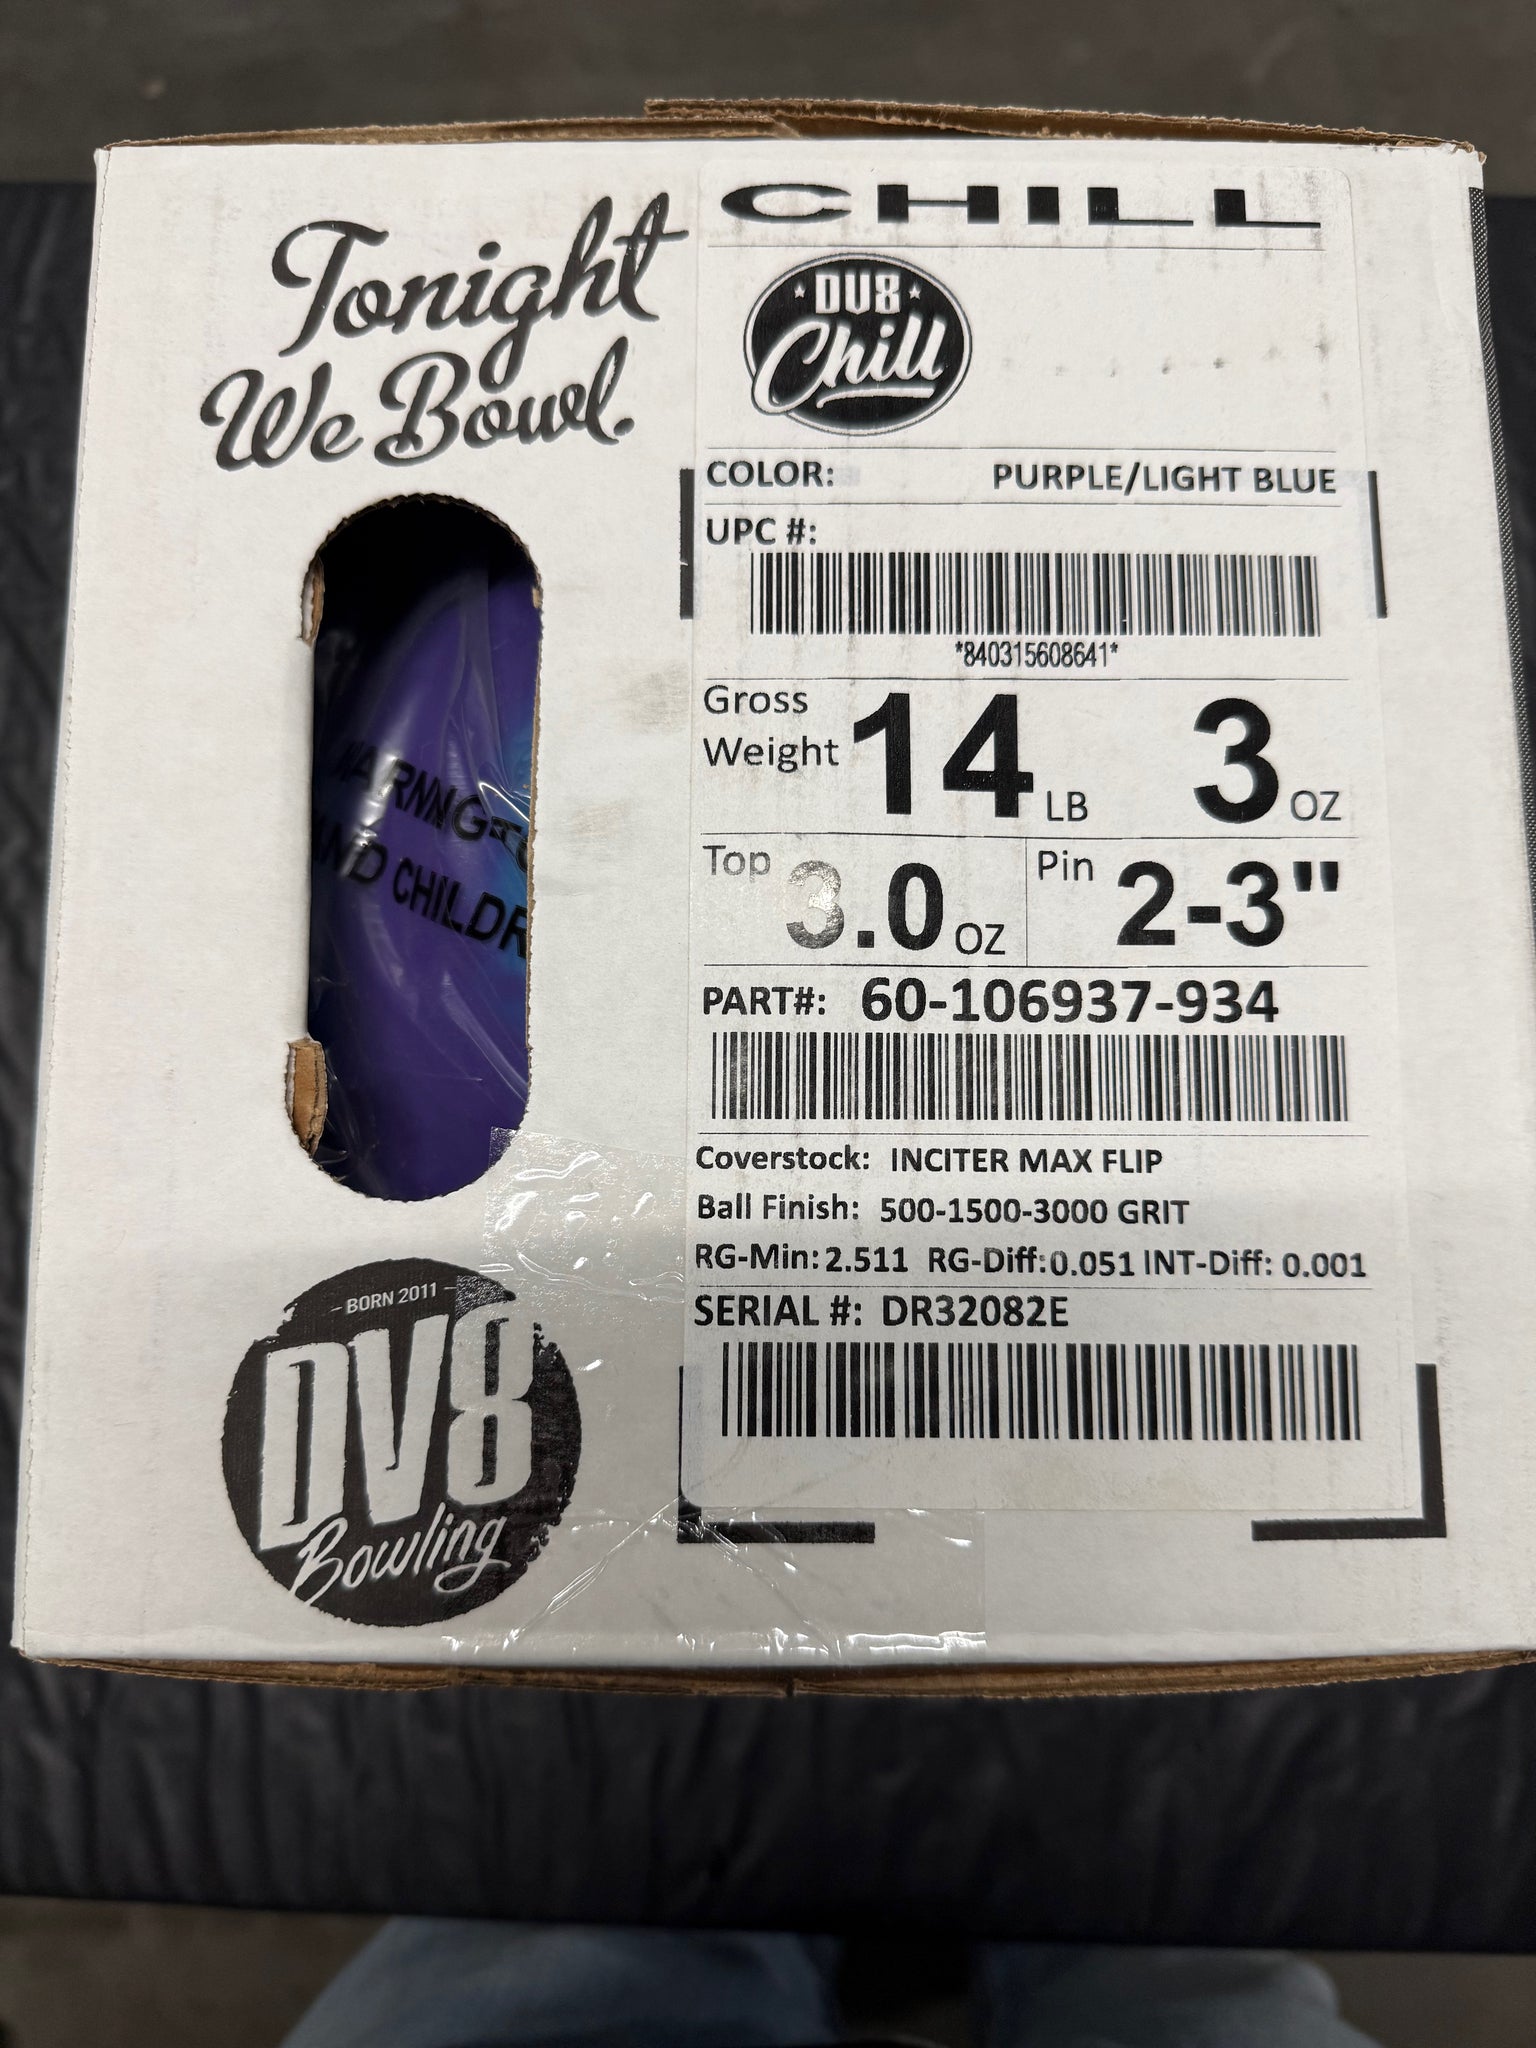 Tonight
We Bowl.
CHILL
DV8
Chill
COLOR: PURPLE/LIGHT BLUE
UPC #:
*840315608641*
Gross
Weight 14 LB 3 OZ
Top 3.0 OZ Pin 2-3"
PART#: 60-106937-934
Coverstock: INCITER MAX FLIP
Ball Finish: 500-1500-3000 GRIT
RG-Min: 2.511 RG-Diff: 0.051 INT-Diff: 0.001
SERIAL #: DR32082E
CHILDR
- BORN 2011 -
DV8
Bowling